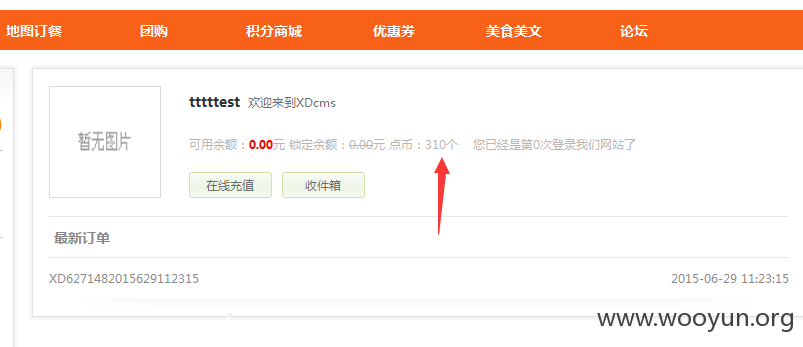 地图订餐 团购 积分商城 优惠券 美食美文 论坛
暂无图片
tttttest 欢迎来到XDcms
可用余额：0.00元 锁定余额：0.00元 点币：310个 您已经是第0次登录我们网站了
在线充值 收件箱
最新订单
XD6271482015629112315 2015-06-29 11:23:15
www.wooyun.org